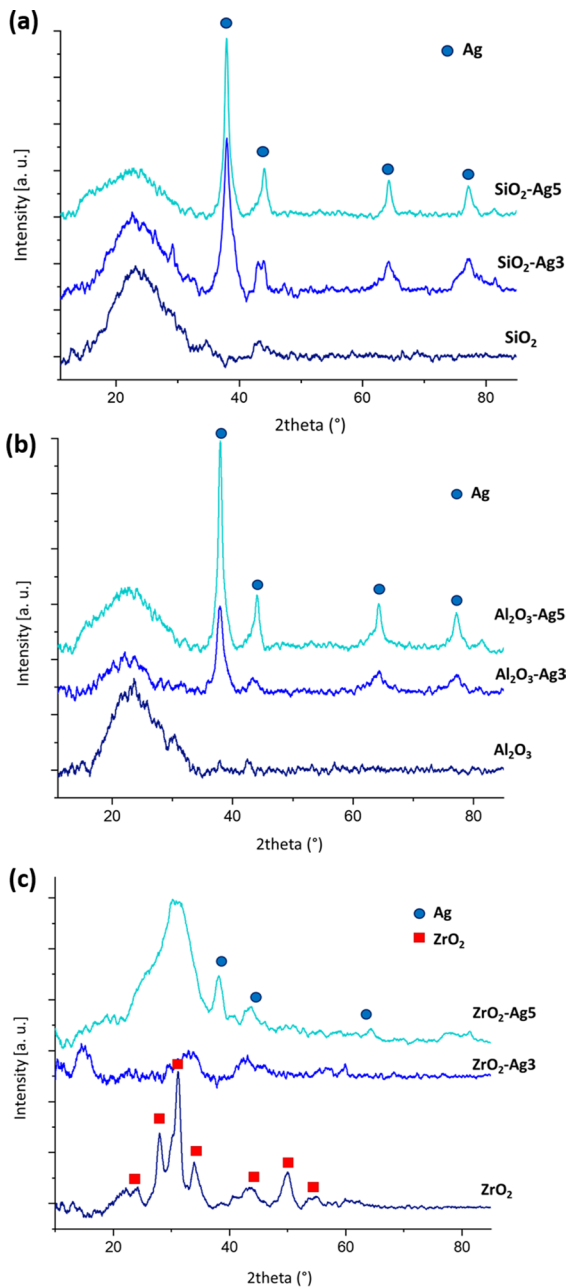 (a)
Ag
SiO₂-Ag5
SiO₂-Ag3
SiO₂
Intensity [a. u.]
20 40 60 80
2theta (°)
(b)
Ag
Al₂O₃-Ag5
Al₂O₃-Ag3
Al₂O₃
Intensity [a. u.]
20 40 60 80
2theta (°)
(c)
Ag
ZrO₂
ZrO₂-Ag5
ZrO₂-Ag3
ZrO₂
Intensity [a. u.]
20 40 60 80
2theta (°)